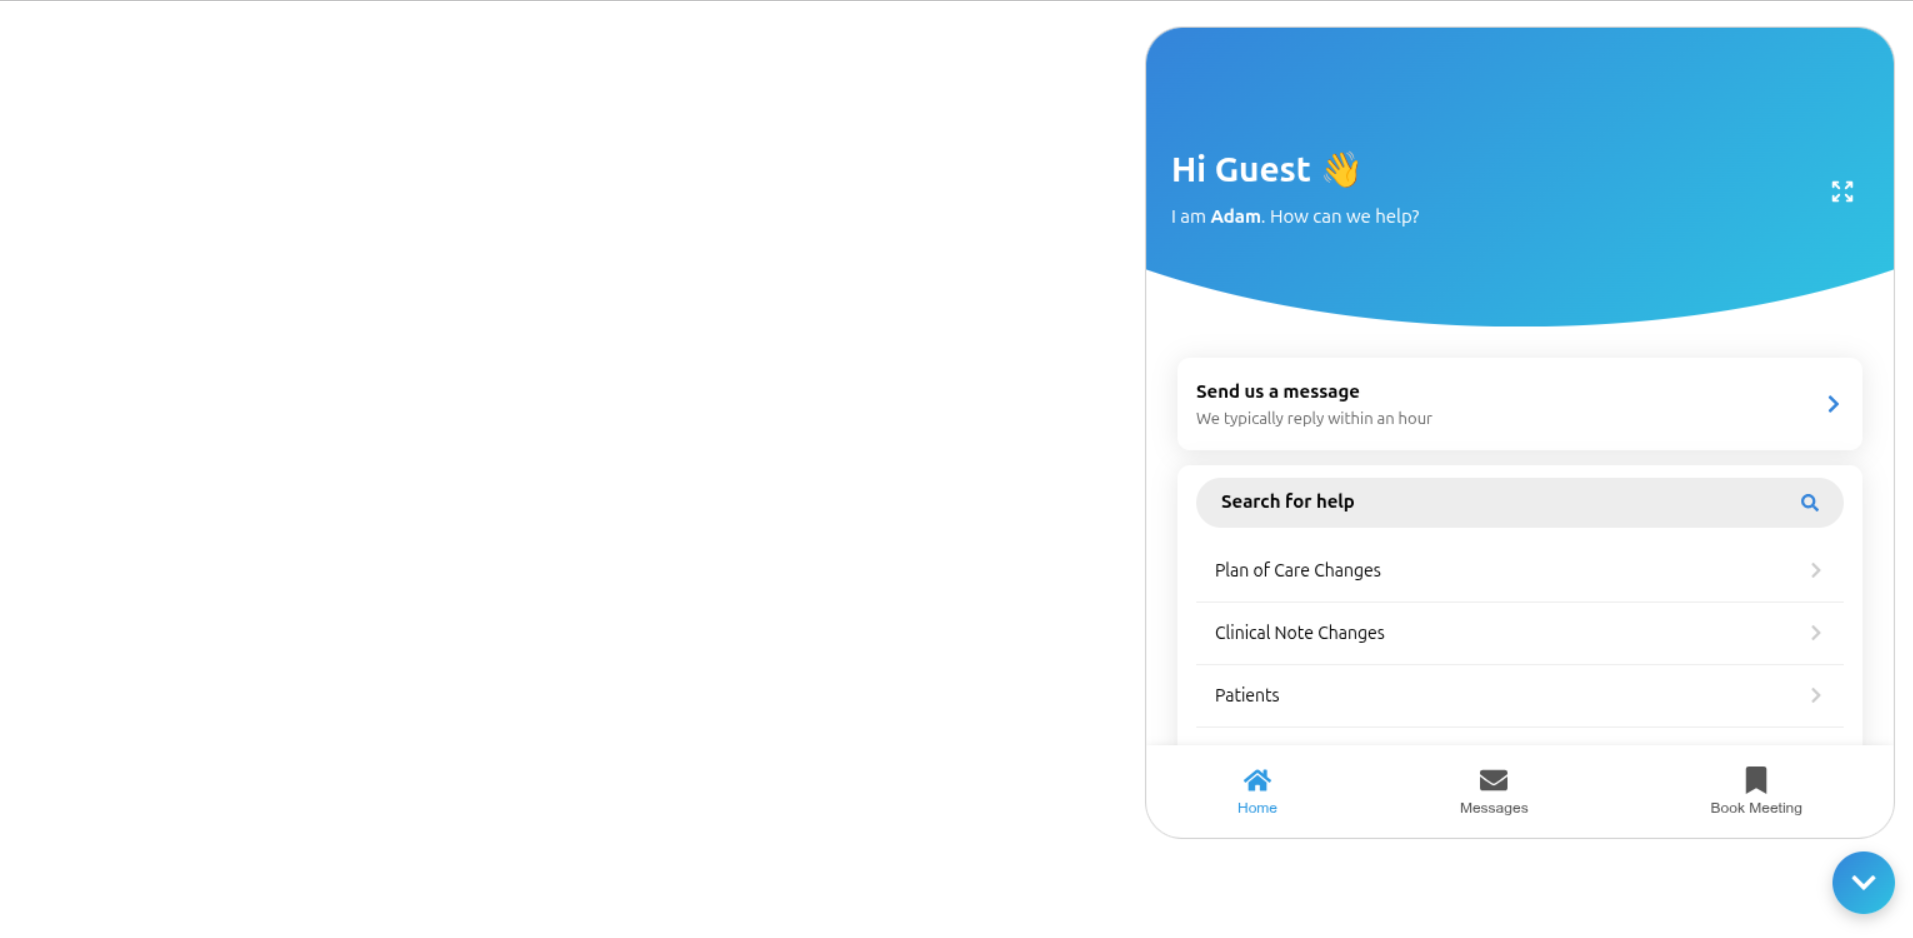 Hi Guest 👋
I am Adam. How can we help?
Send us a message
We typically reply within an hour
Search for help
Plan of Care Changes
Clinical Note Changes
Patients
Home
Messages
Book Meeting